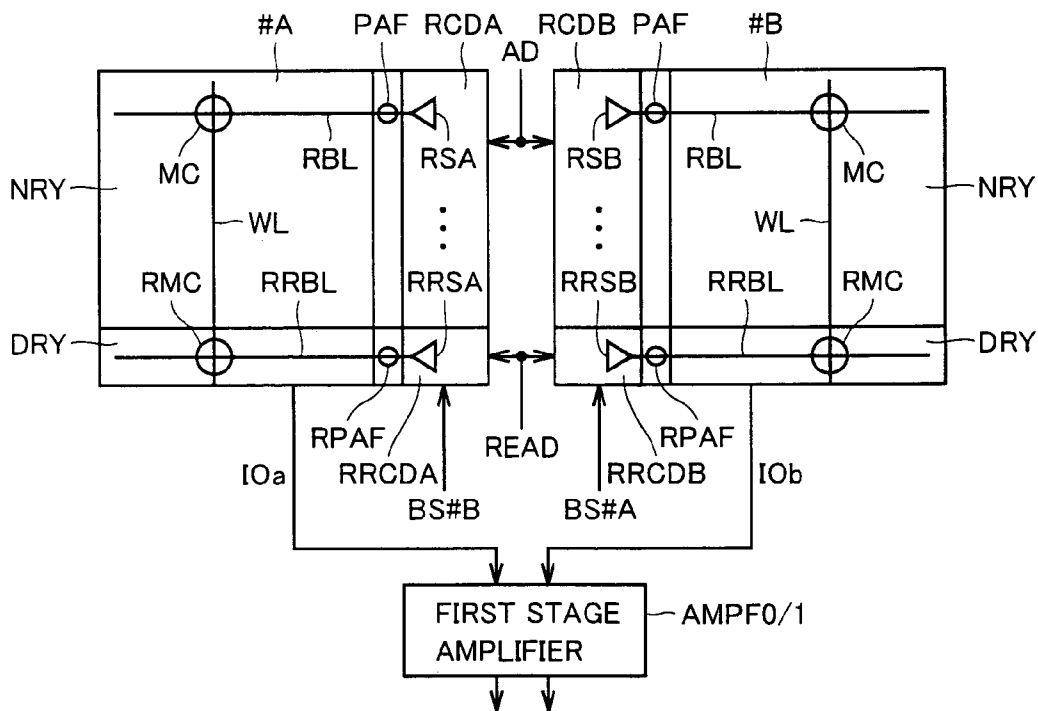 #A PAF RCDA RCDB PAF #B
AD
MC RBL RSA RSB RBL MC
NRY NRY
WL WL
RMC RRBL RRSA RRSB RRBL RMC
DRY DRY
RPAF READ RPAF
IOa RRCDA RRCDB IOb
BS#B BS#A
FIRST STAGE
AMPLIFIER
AMPF0/1